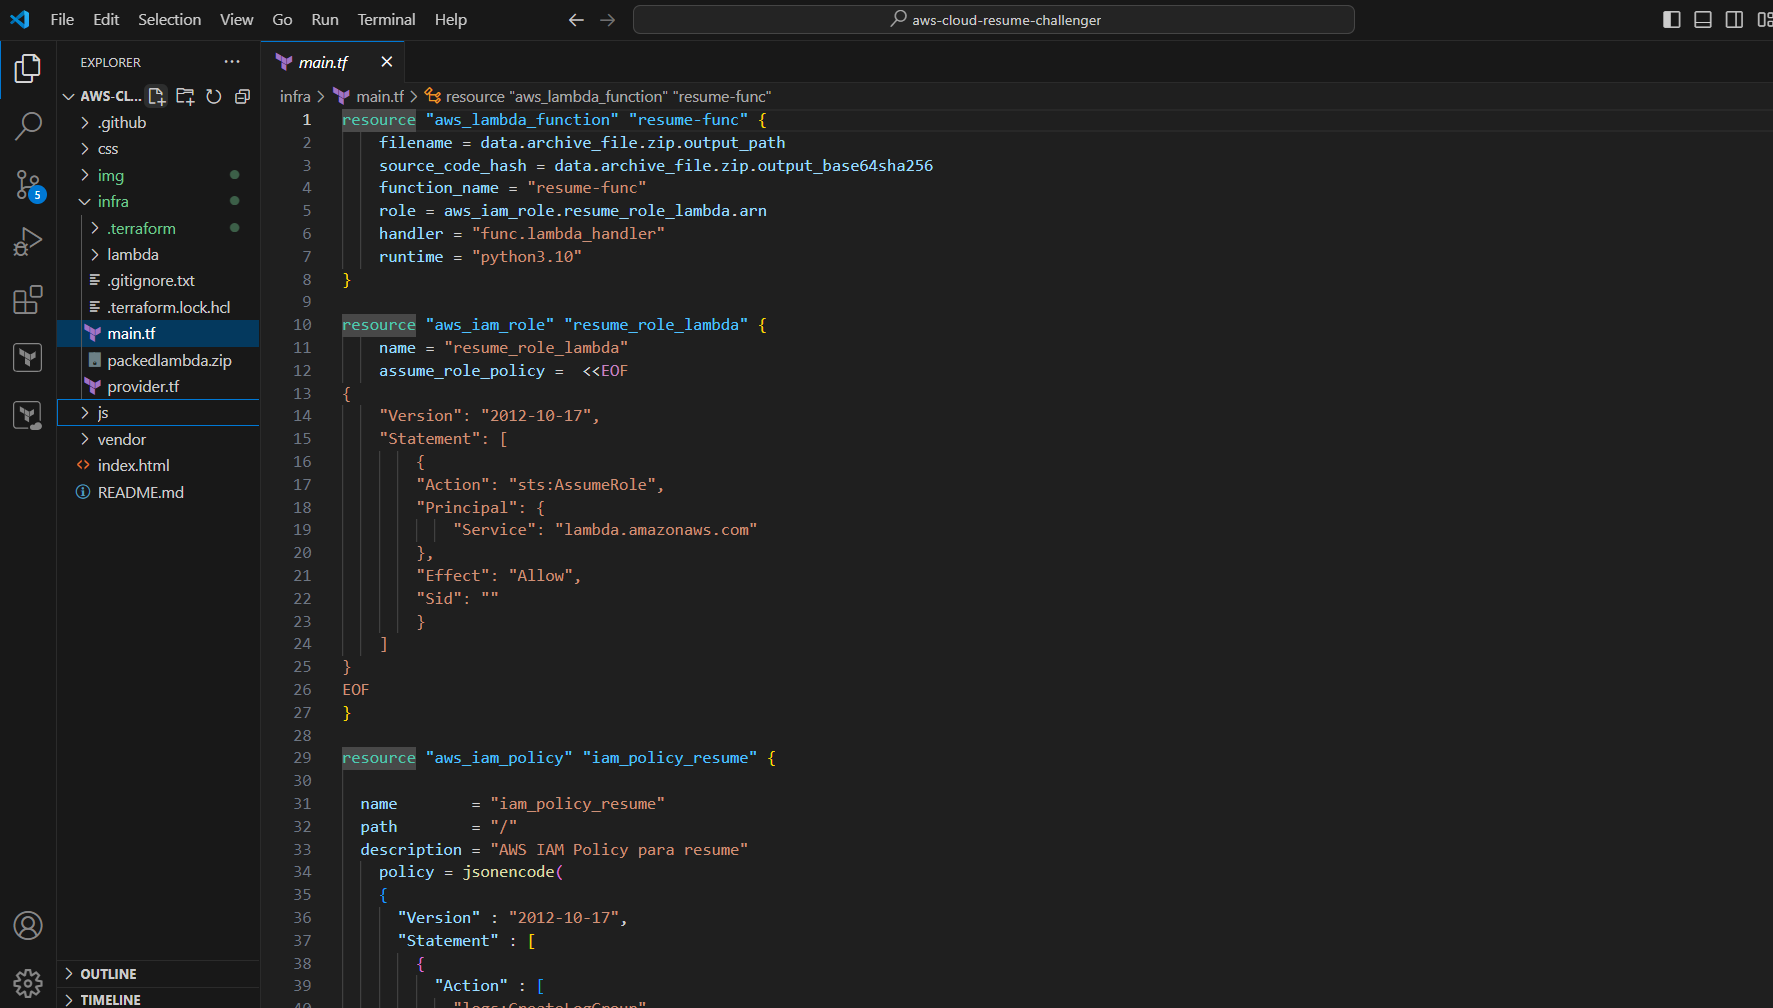 File Edit Selection View Go Run Terminal Help
aws-cloud-resume-challenger
EXPLORER
AWS-CL...
.github
css
img
infra
.terraform
lambda
.gitignore.txt
.terraform.lock.hcl
main.tf
packedlambda.zip
provider.tf
js
vendor
index.html
README.md
OUTLINE
TIMELINE
5
main.tf
infra > main.tf > resource "aws_lambda_function" "resume-func"
1 resource "aws_lambda_function" "resume-func" {
2 filename = data.archive_file.zip.output_path
3 source_code_hash = data.archive_file.zip.output_base64sha256
4 function_name = "resume-func"
5 role = aws_iam_role.resume_role_lambda.arn
6 handler = "func.lambda_handler"
7 runtime = "python3.10"
8 }
9
10 resource "aws_iam_role" "resume_role_lambda" {
11 name = "resume_role_lambda"
12 assume_role_policy =  <<EOF
13 {
14 "Version": "2012-10-17",
15 "Statement": [
16 {
17 "Action": "sts:AssumeRole",
18 "Principal": {
19 "Service": "lambda.amazonaws.com"
20 },
21 "Effect": "Allow",
22 "Sid": ""
23 }
24 ]
25 }
26 EOF
27 }
28
29 resource "aws_iam_policy" "iam_policy_resume" {
30
31 name        = "iam_policy_resume"
32 path        = "/"
33 description = "AWS IAM Policy para resume"
34 policy = jsonencode(
35 {
36 "Version" : "2012-10-17",
37 "Statement" : [
38 {
39 "Action" : [
40 "logs:CreateLogGroup"